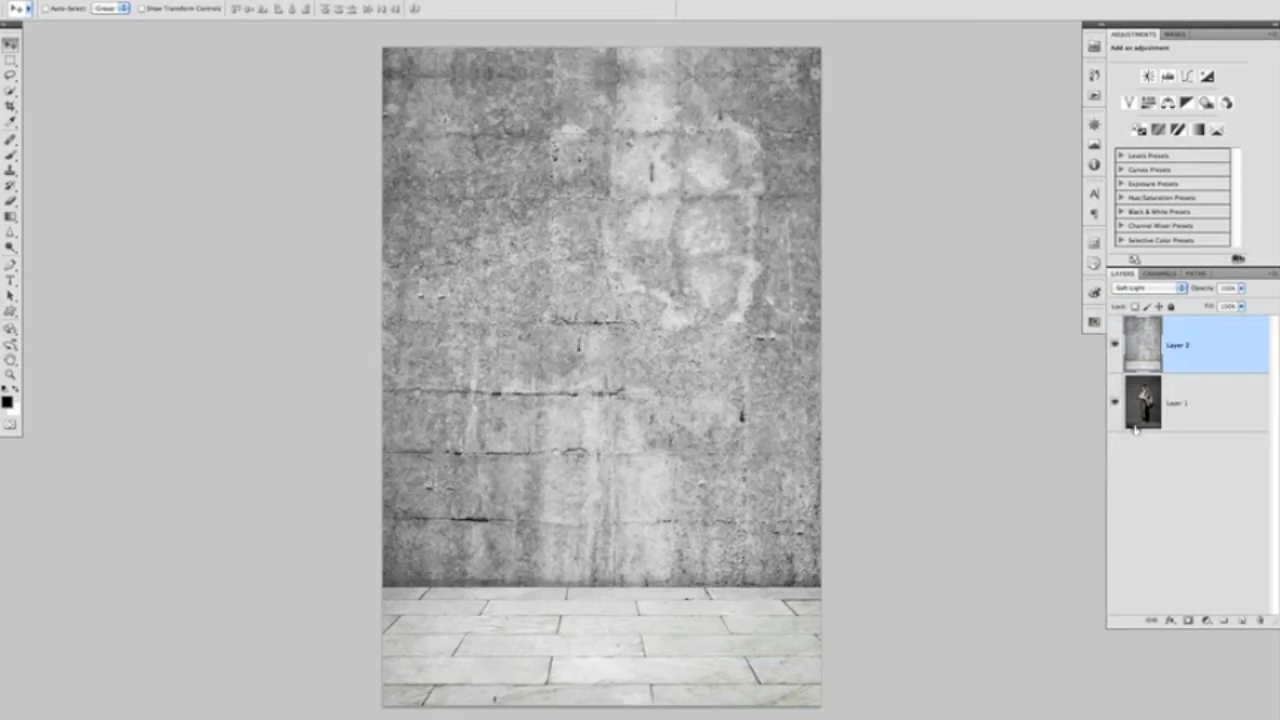 Auto-Select: Group Show Transform Controls
ADJUSTMENTS MASKS
Add an adjustment
Levels Presets
Curves Presets
Exposure Presets
Hue/Saturation Presets
Black & White Presets
Channel Mixer Presets
Selective Color Presets
LAYERS CHANNELS PATHS
Soft Light Opacity: 100%
Lock: Fill: 100%
Layer 2
Layer 1